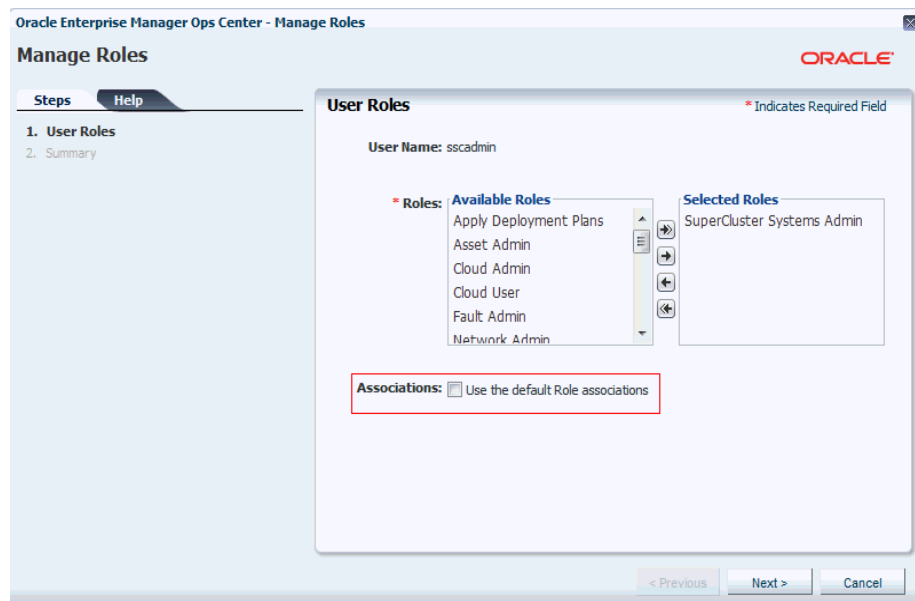 Oracle Enterprise Manager Ops Center - Manage Roles
Manage Roles
ORACLE
Steps
Help
1. User Roles
2. Summary
User Roles
* Indicates Required Field
User Name: sscadmin
* Roles:
Available Roles
Apply Deployment Plans
Asset Admin
Cloud Admin
Cloud User
Fault Admin
Network Admin
Selected Roles
SuperCluster Systems Admin
Associations: Use the default Role associations
< Previous
Next >
Cancel